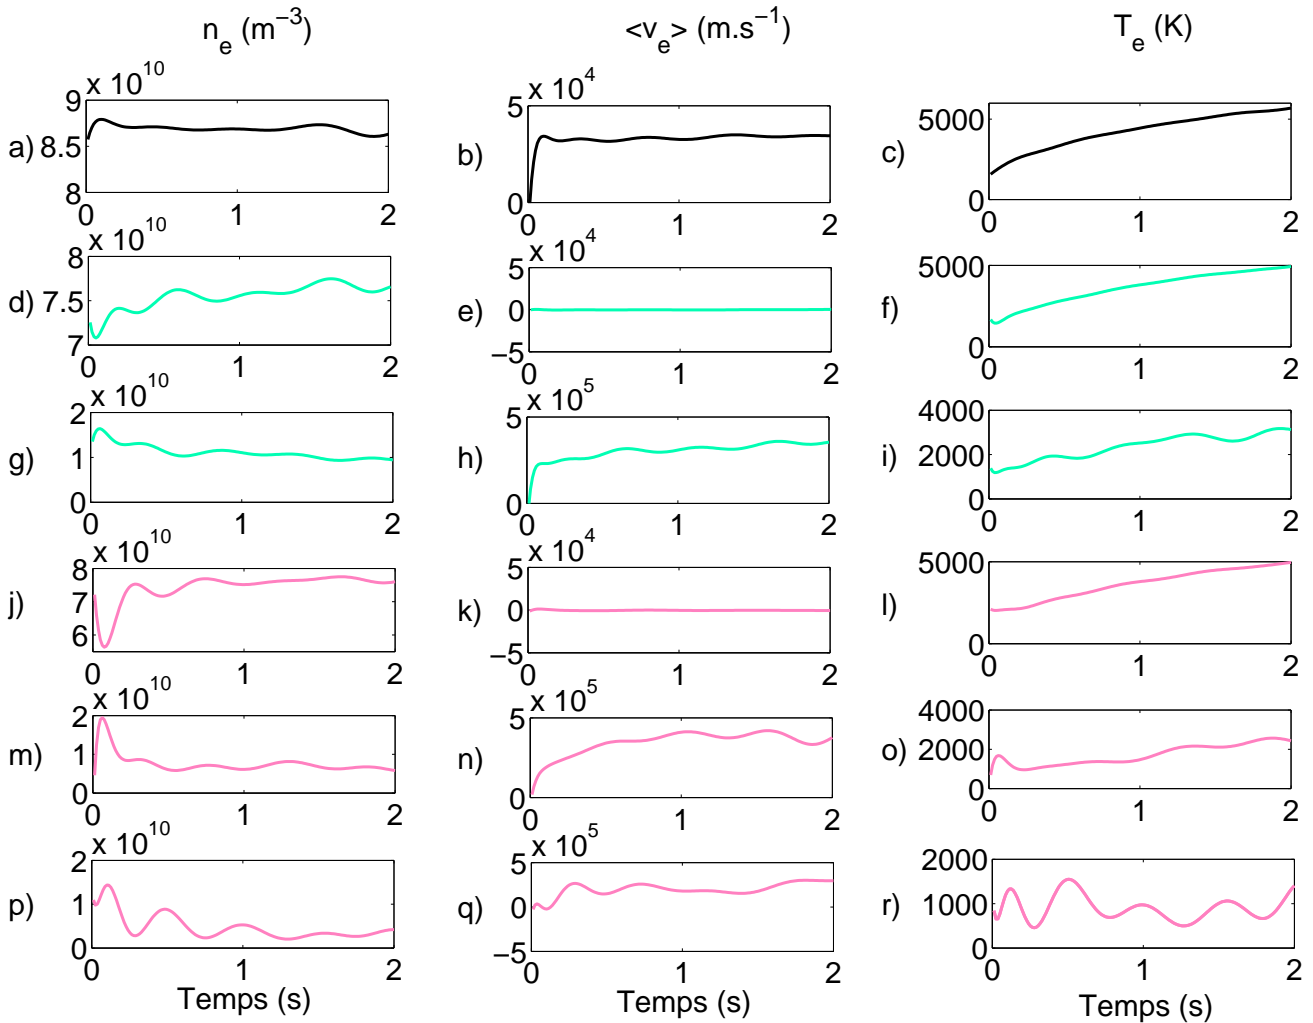 n_e (m^−3) <v_e> (m.s^−1) T_e (K)
x 10^10 x 10^4
a) 9 8.5 8 0 1 2
b) 5 0 0 1 2
c) 5000 0 0 1 2
x 10^10 x 10^4
d) 8 7.5 7 0 1 2
e) 5 0 −5 0 1 2
f) 5000 0 0 1 2
x 10^10 x 10^5
g) 2 1 0 0 1 2
h) 5 0 0 1 2
i) 4000 2000 0 0 1 2
x 10^10 x 10^4
j) 8 7 6 0 1 2
k) 5 0 −5 0 1 2
l) 5000 0 0 1 2
x 10^10 x 10^5
m) 2 1 0 0 1 2
n) 5 0 0 1 2
o) 4000 2000 0 0 1 2
x 10^10 x 10^5
p) 2 1 0 0 1 2
q) 5 0 −5 0 1 2
r) 2000 1000 0 0 1 2
Temps (s) Temps (s) Temps (s)